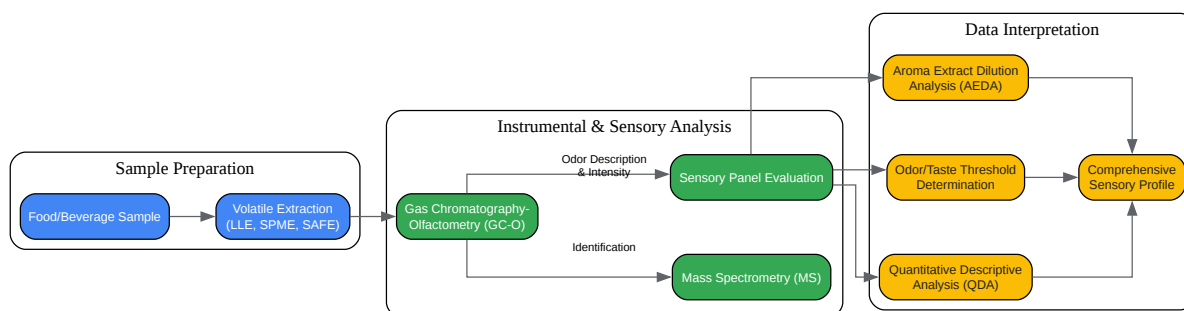 Sample Preparation
Food/Beverage Sample
Volatile Extraction
(LLE, SPME, SAFE)
Instrumental & Sensory Analysis
Gas Chromatography-
Olfactometry (GC-O)
Odor Description
& Intensity
Identification
Sensory Panel Evaluation
Mass Spectrometry (MS)
Data Interpretation
Aroma Extract Dilution
Analysis (AEDA)
Odor/Taste Threshold
Determination
Quantitative Descriptive
Analysis (QDA)
Comprehensive
Sensory Profile